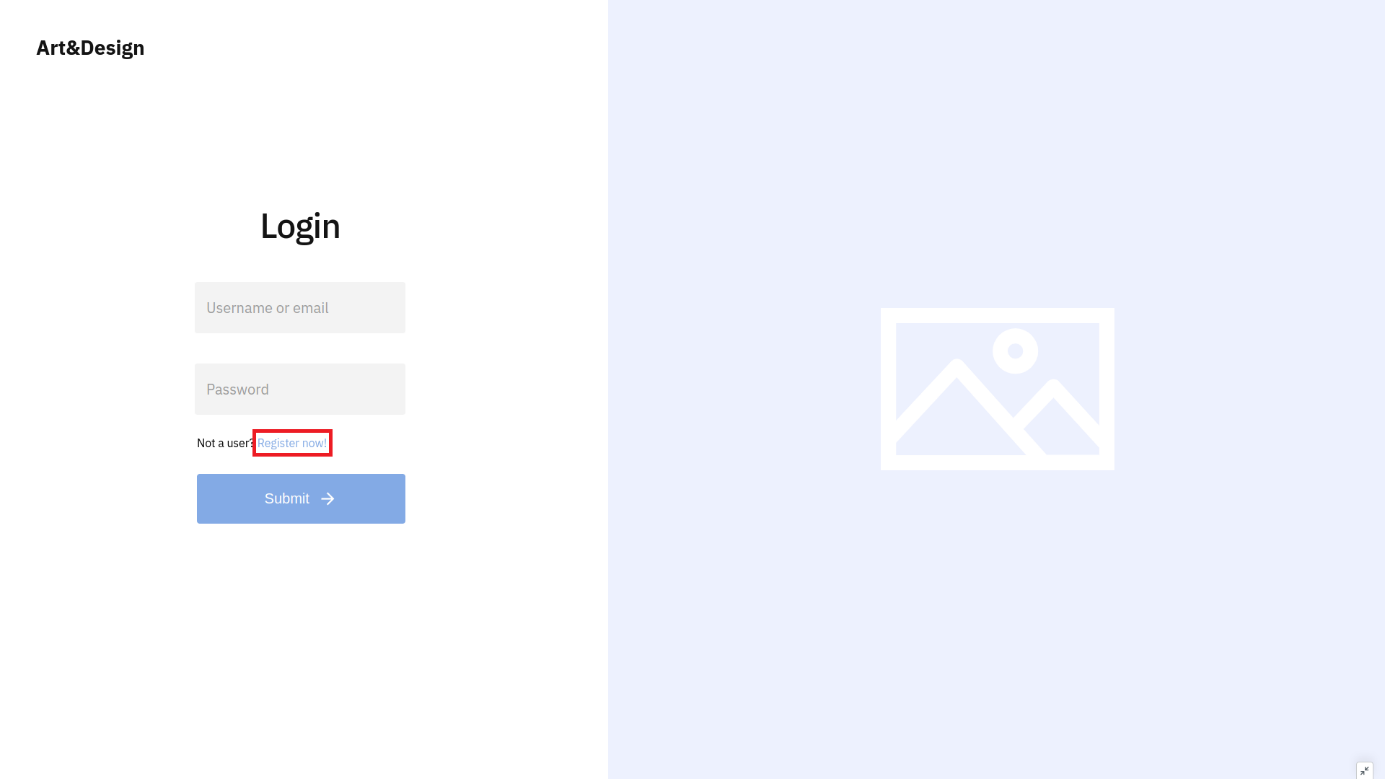 Art&Design
Login
Username or email
Password
Not a user? Register now!
Submit